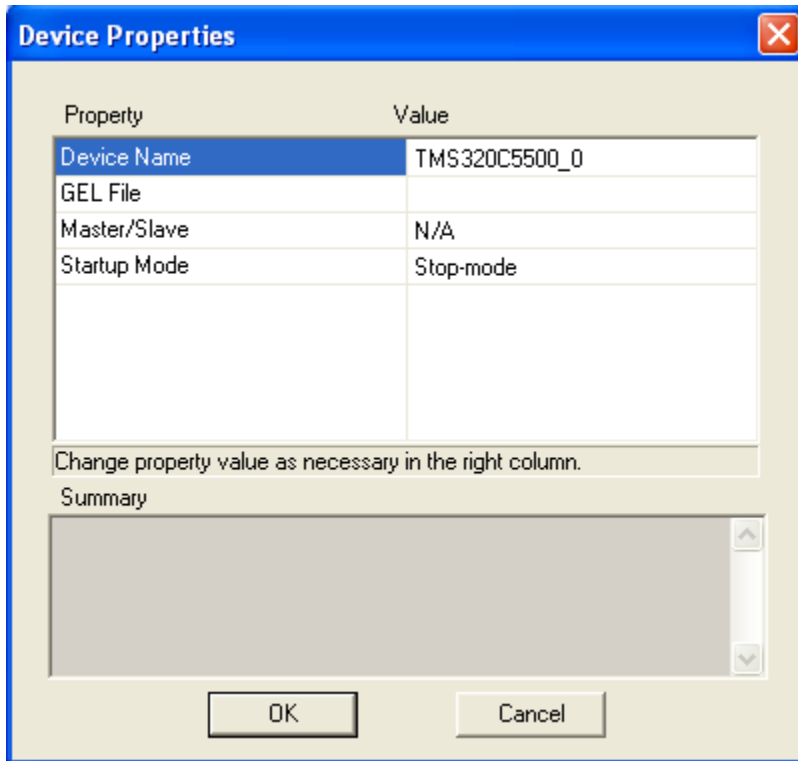 Device Properties
Property Value
Device Name TMS320C5500_0
GEL File
Master/Slave N/A
Startup Mode Stop-mode
Change property value as necessary in the right column.
Summary
OK Cancel